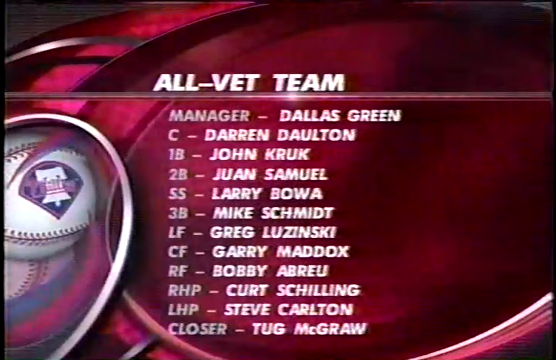 ALL–VET TEAM
MANAGER – DALLAS GREEN
C – DARREN DAULTON
1B – JOHN KRUK
2B – JUAN SAMUEL
SS – LARRY BOWA
3B – MIKE SCHMIDT
LF – GREG LUZINSKI
CF – GARRY MADDOX
RF – BOBBY ABREU
RHP – CURT SCHILLING
LHP – STEVE CARLTON
CLOSER – TUG McGRAW